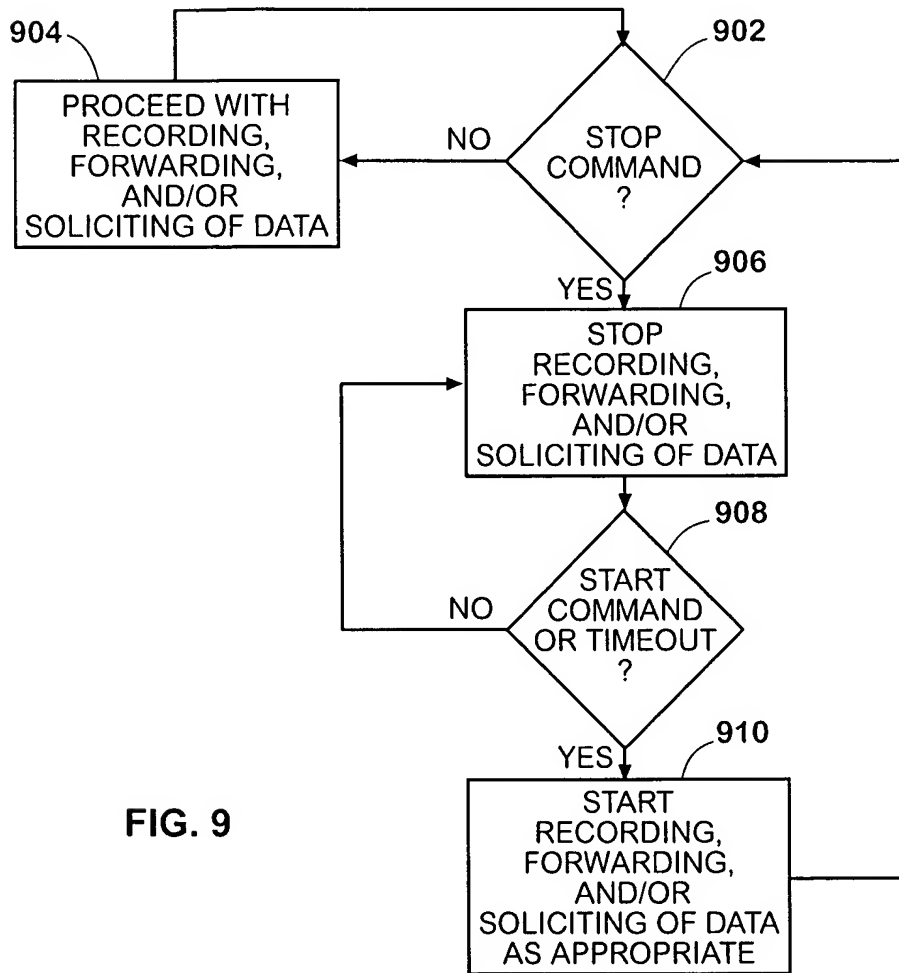 904
PROCEED WITH
RECORDING,
FORWARDING,
AND/OR
SOLICITING OF DATA
NO
902
STOP
COMMAND
?
YES
906
STOP
RECORDING,
FORWARDING,
AND/OR
SOLICITING OF DATA
908
START
COMMAND
OR TIMEOUT
?
NO
YES
910
START
RECORDING,
FORWARDING,
AND/OR
SOLICITING OF DATA
AS APPROPRIATE
FIG. 9